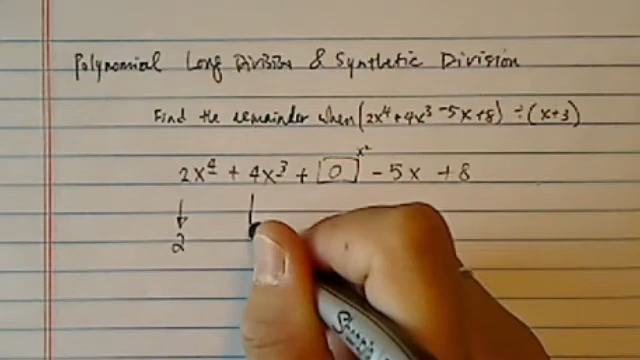 Polynomial Long Division & Synthetic Division
Find the remainder when (2x⁴+4x³-5x+8) ÷ (x+3)
2x⁴ + 4x³ + 0 x² - 5x + 8
2
Sharpie